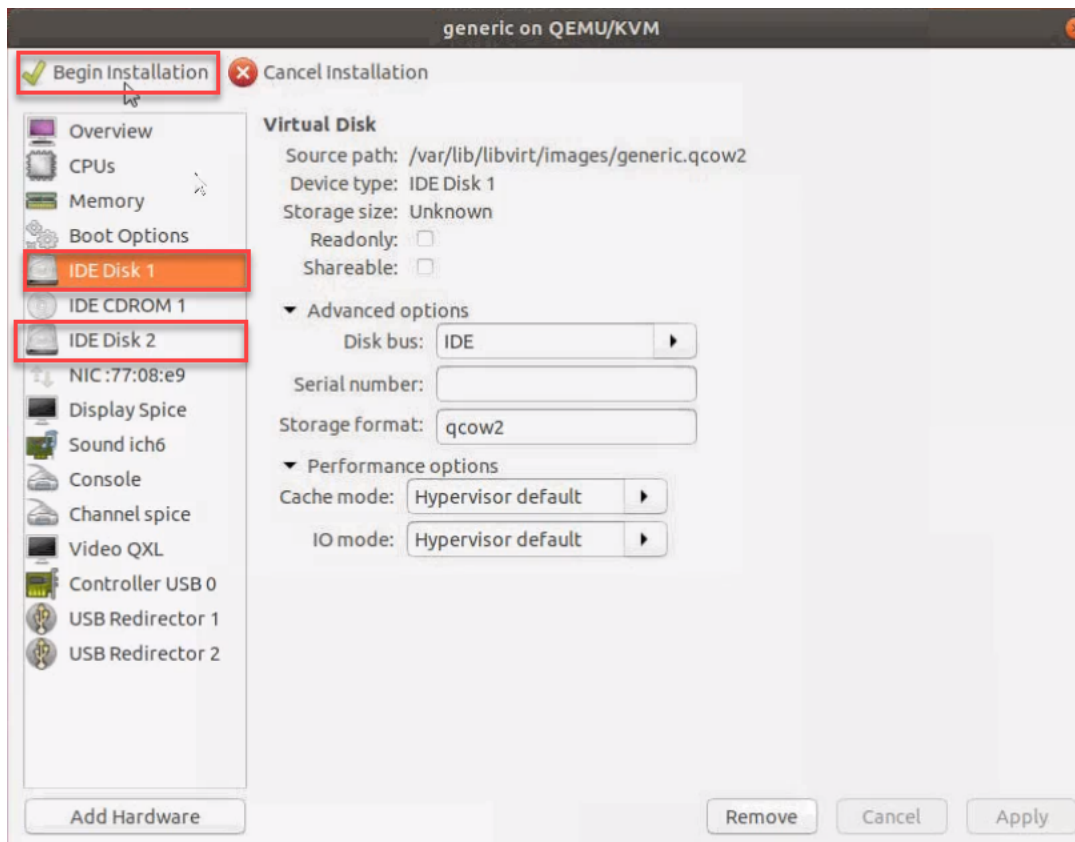 generic on QEMU/KVM
Begin Installation
Cancel Installation
Overview
CPUs
Memory
Boot Options
IDE Disk 1
IDE CDROM 1
IDE Disk 2
NIC :77:08:e9
Display Spice
Sound ich6
Console
Channel spice
Video QXL
Controller USB 0
USB Redirector 1
USB Redirector 2
Add Hardware
Virtual Disk
Source path: /var/lib/libvirt/images/generic.qcow2
Device type: IDE Disk 1
Storage size: Unknown
Readonly:
Shareable:
Advanced options
Disk bus: IDE
Serial number:
Storage format: qcow2
Performance options
Cache mode: Hypervisor default
IO mode: Hypervisor default
Remove
Cancel
Apply